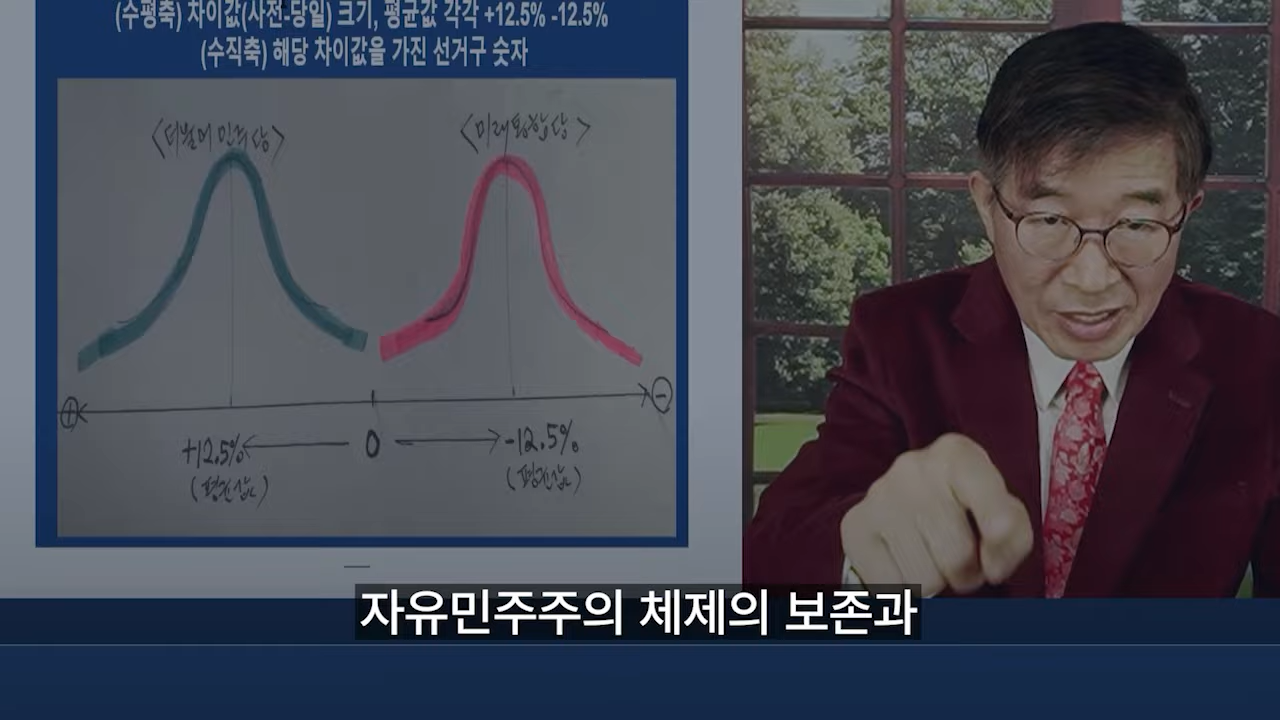 (수평축) 차이값(사전-당일) 크기, 평균값 각각 +12.5% -12.5%
(수직축) 해당 차이값을 가진 선거구 숫자
<더불어민주당> <미래통합당>
⊕ ⊖
+12.5% 0 -12.5%
(평균값) (평균값)
자유민주주의 체제의 보존과